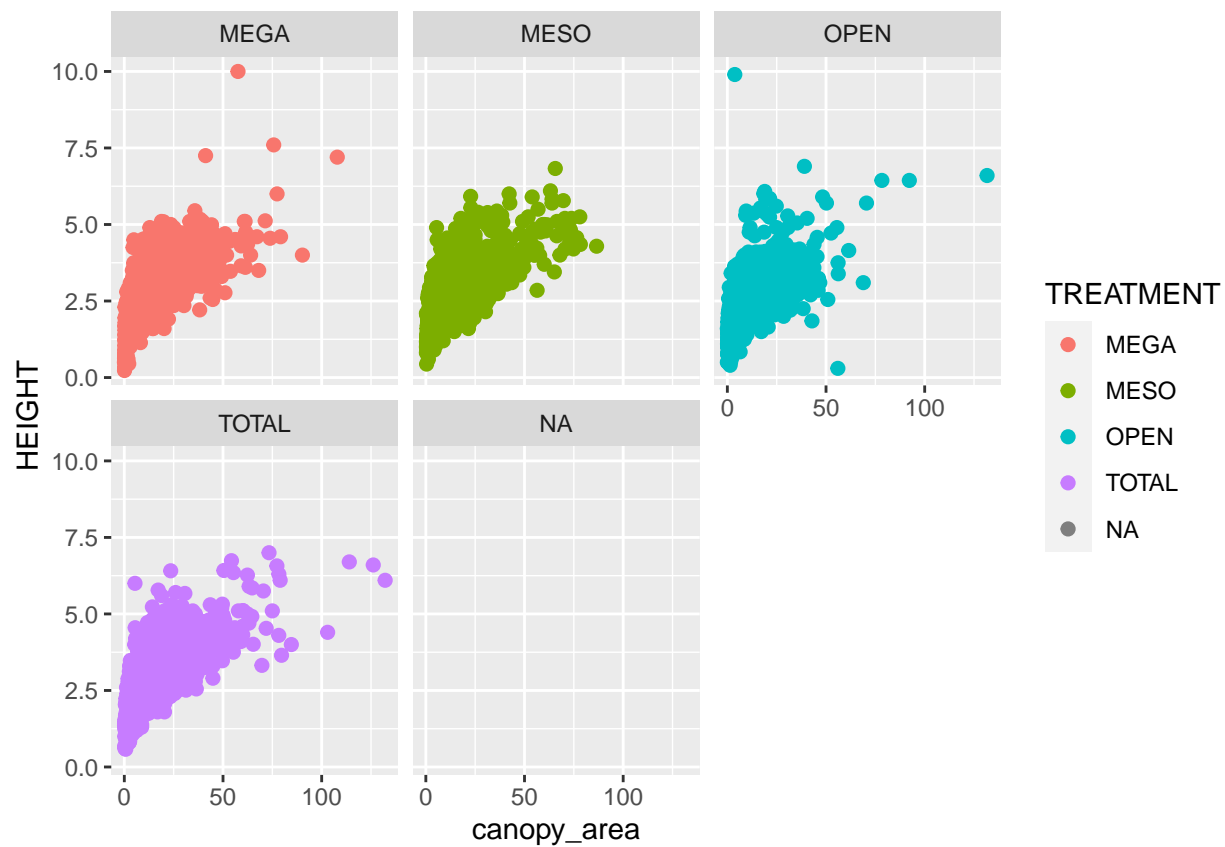 MEGA MESO OPEN
10.0
7.5
5.0
2.5
0.0
0 50 100
TOTAL NA
10.0
7.5
5.0
2.5
0.0
0 50 100 0 50 100
canopy_area
HEIGHT
TREATMENT
MEGA
MESO
OPEN
TOTAL
NA